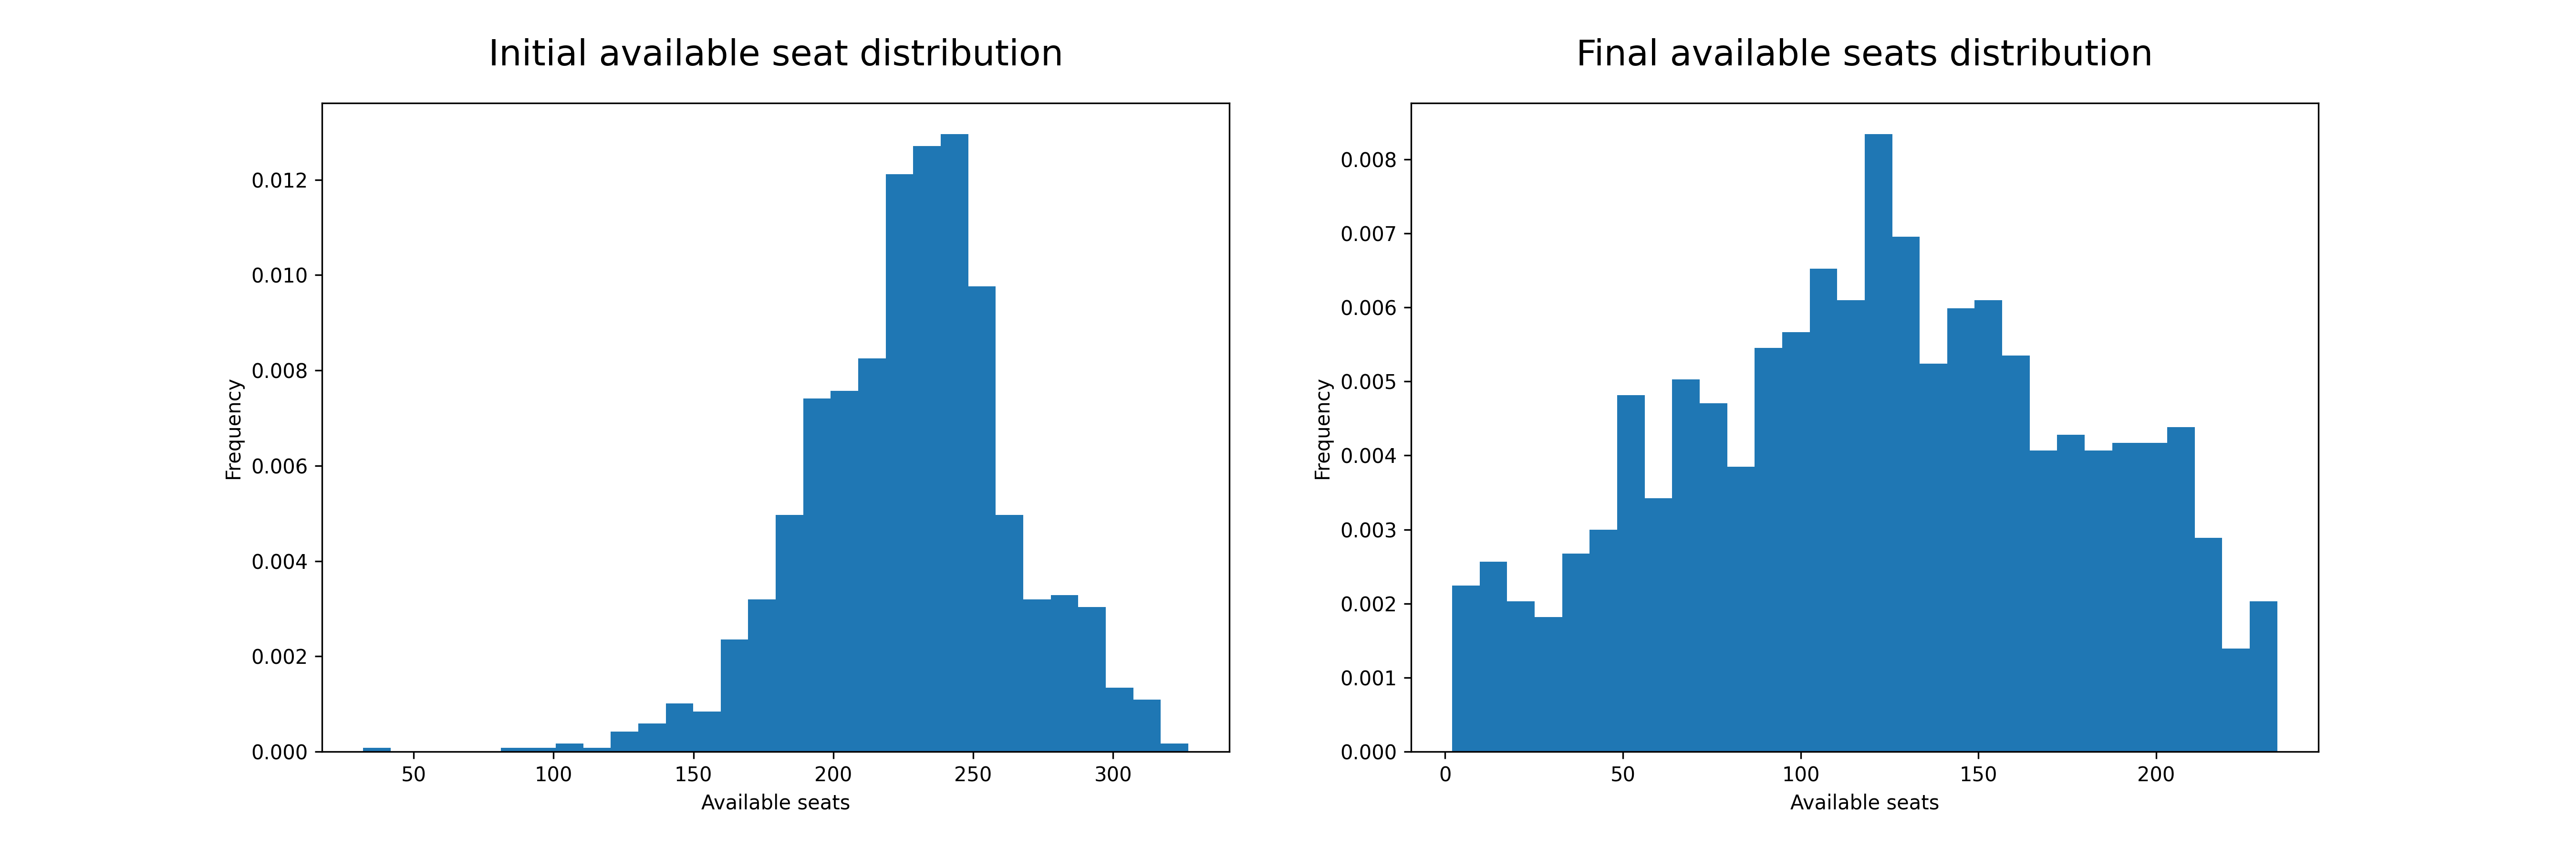 Initial available seat distribution
0.012
0.010
0.008
0.006
0.004
0.002
0.000
Frequency
50 100 150 200 250 300
Available seats
Final available seats distribution
0.008
0.007
0.006
0.005
0.004
0.003
0.002
0.001
0.000
Frequency
0 50 100 150 200
Available seats